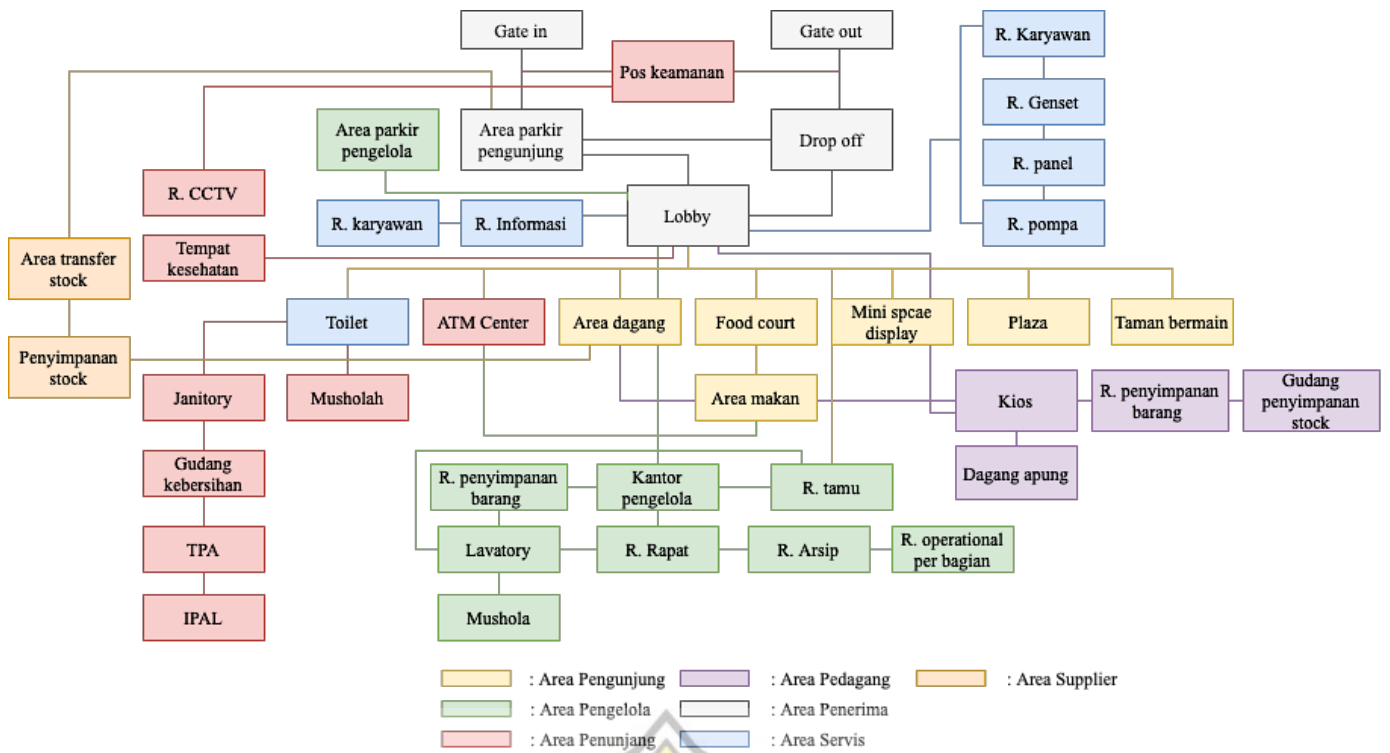 Gate in
Gate out
R. Karyawan
Pos keamanan
R. Genset
Area parkir
pengelola
Area parkir
pengunjung
Drop off
R. panel
R. CCTV
Lobby
R. karyawan
R. Informasi
R. pompa
Area transfer
stock
Tempat
kesehatan
Toilet
ATM Center
Area dagang
Food court
Mini spcae
display
Plaza
Taman bermain
Penyimpanan
stock
Janitory
Musholah
Area makan
Kios
R. penyimpanan
barang
Gudang
penyimpanan
stock
Gudang
kebersihan
R. penyimpanan
barang
Kantor
pengelola
R. tamu
Dagang apung
TPA
Lavatory
R. Rapat
R. Arsip
R. operational
per bagian
IPAL
Mushola
: Area Pengunjung
: Area Pedagang
: Area Supplier
: Area Pengelola
: Area Penerima
: Area Penunjang
: Area Servis